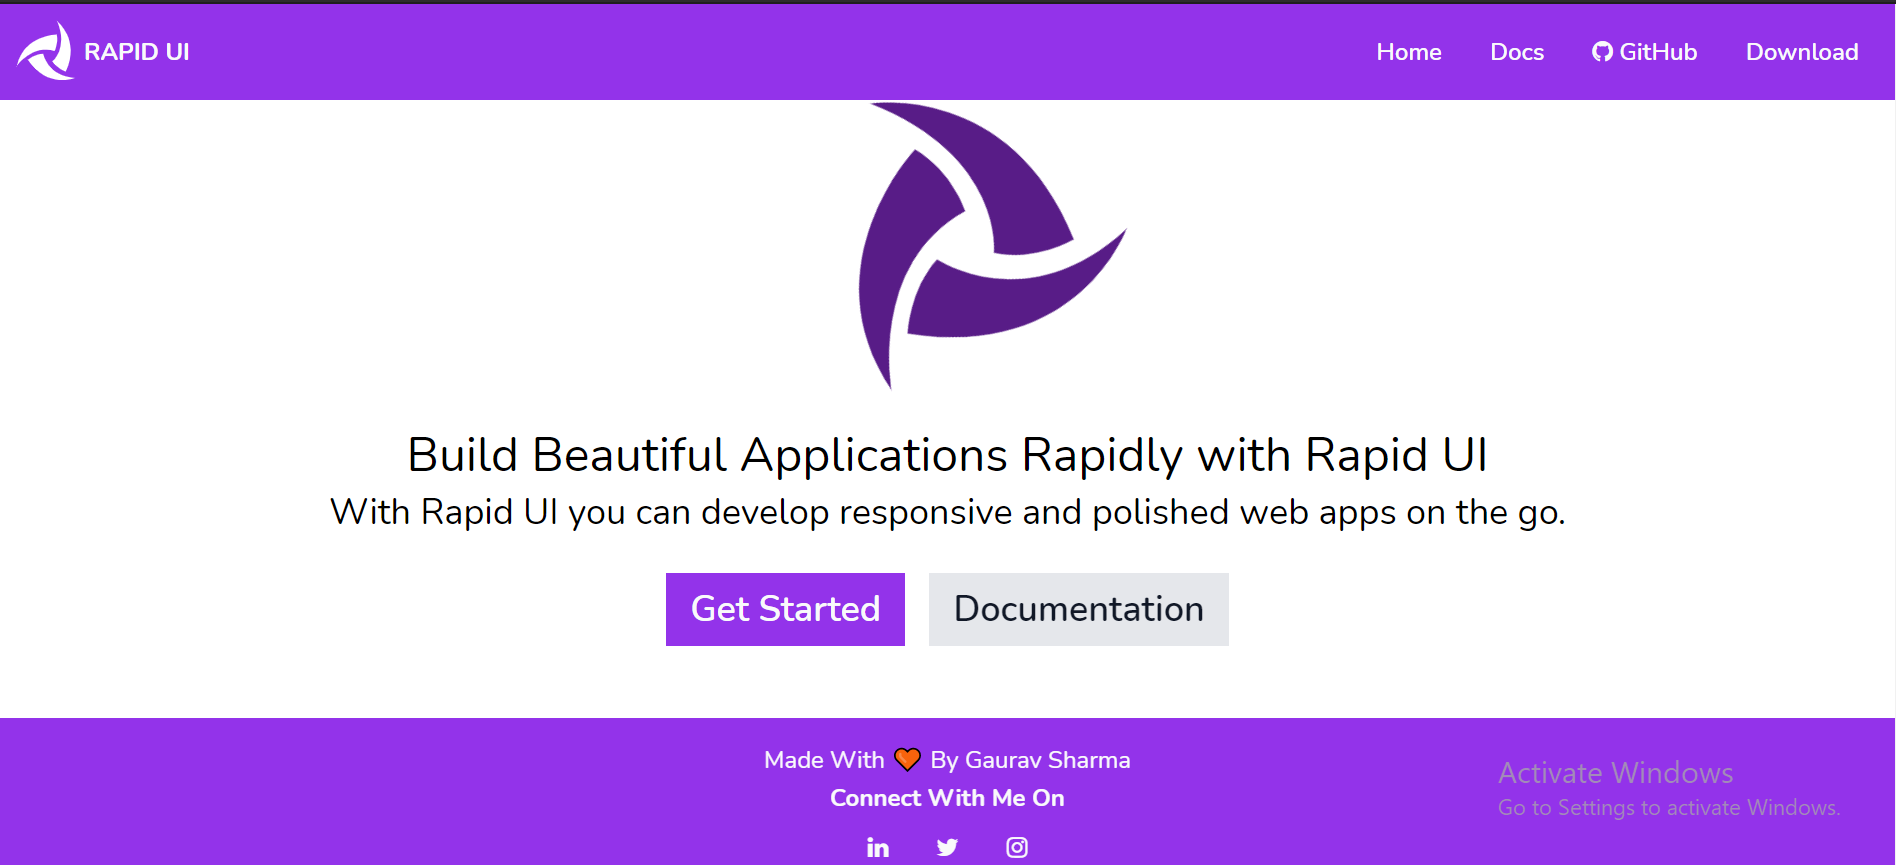 RAPID UI
Home Docs GitHub Download
Build Beautiful Applications Rapidly with Rapid UI
With Rapid UI you can develop responsive and polished web apps on the go.
Get Started Documentation
Made With 🧡 By Gaurav Sharma
Connect With Me On
in
Activate Windows
Go to Settings to activate Windows.